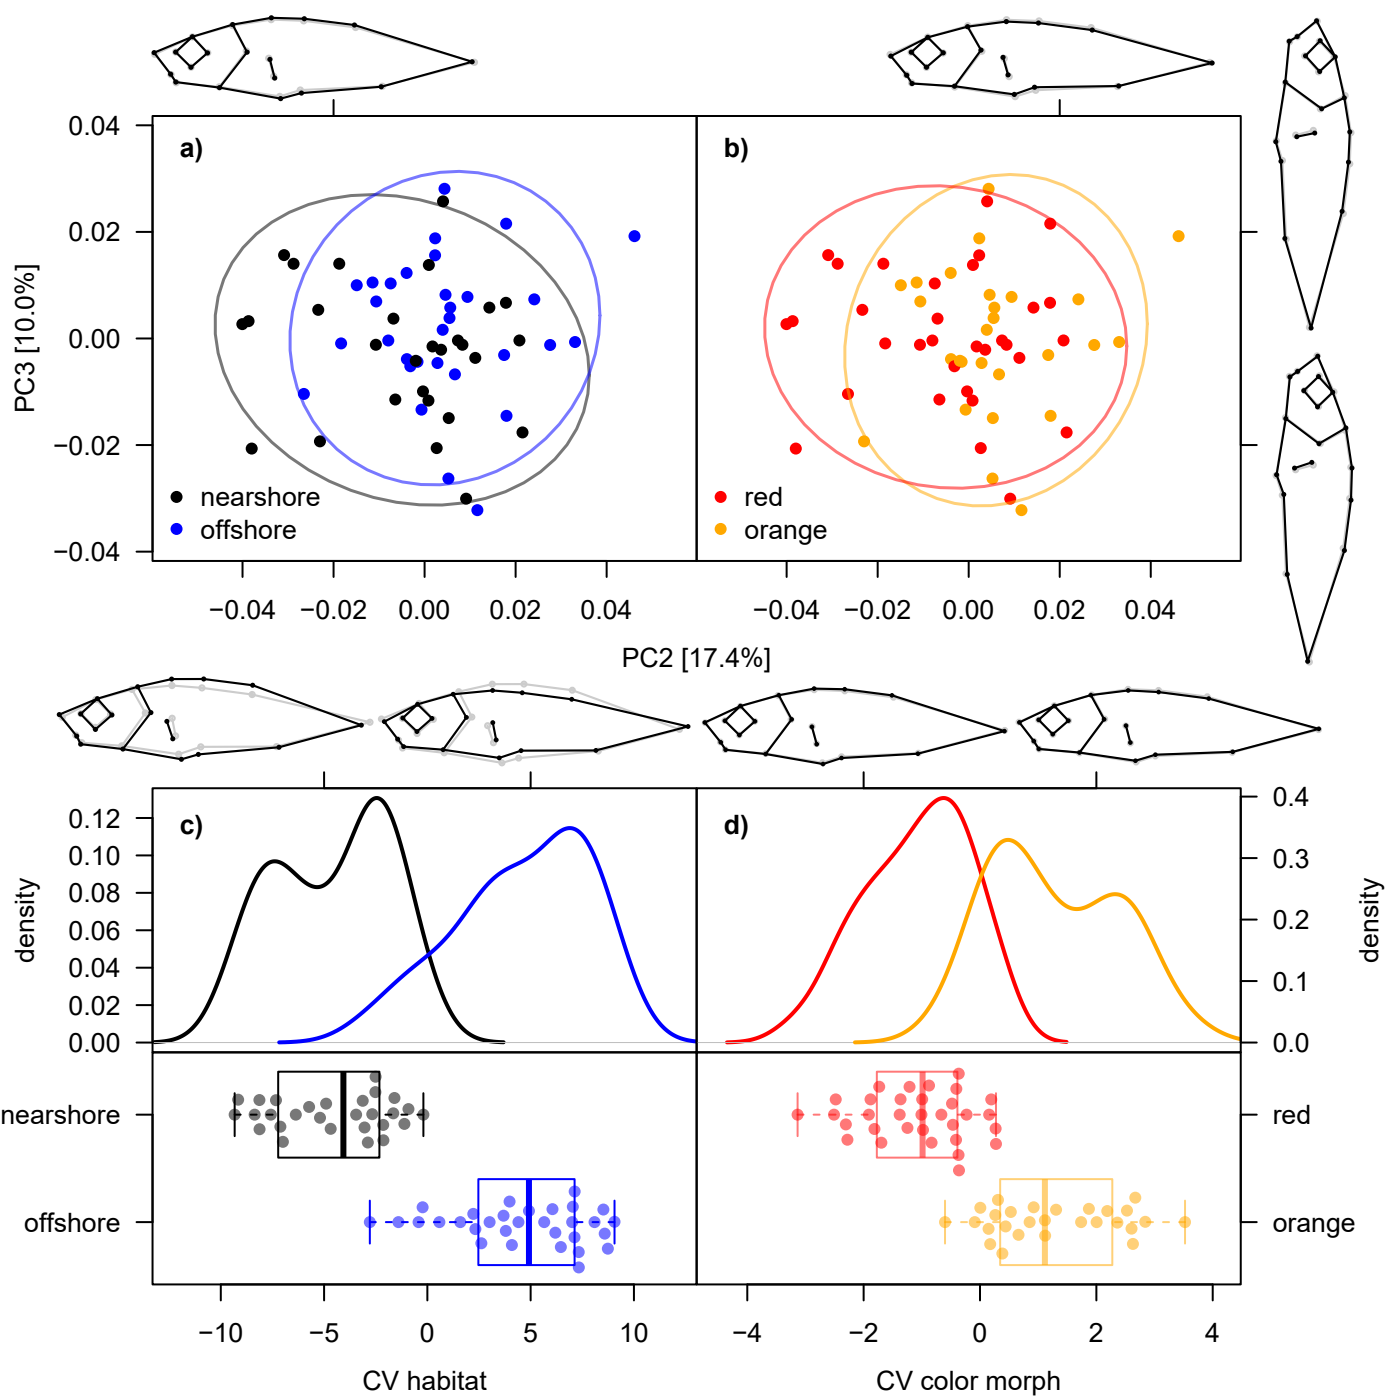 a)
b)
0.04
0.02
0.00
−0.02
−0.04
PC3 [10.0%]
nearshore
offshore
red
orange
−0.04 −0.02 0.00 0.02 0.04
−0.04 −0.02 0.00 0.02 0.04
PC2 [17.4%]
c)
d)
0.12
0.10
0.08
0.06
0.04
0.02
0.00
density
0.4
0.3
0.2
0.1
0.0
density
nearshore
offshore
red
orange
−10 −5 0 5 10
−4 −2 0 2 4
CV habitat
CV color morph